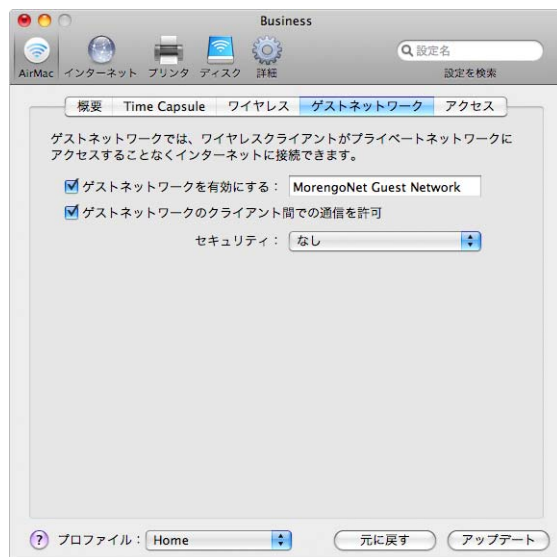 Business
設定名
AirMac インターネット プリンタ ディスク 詳細 設定を検索
概要 Time Capsule ワイヤレス ゲストネットワーク アクセス
ゲストネットワークでは、ワイヤレスクライアントがプライベートネットワークに
アクセスすることなくインターネットに接続できます。
ゲストネットワークを有効にする： MorengoNet Guest Network
ゲストネットワークのクライアント間での通信を許可
セキュリティ： なし
? プロファイル： Home 元に戻す アップデート